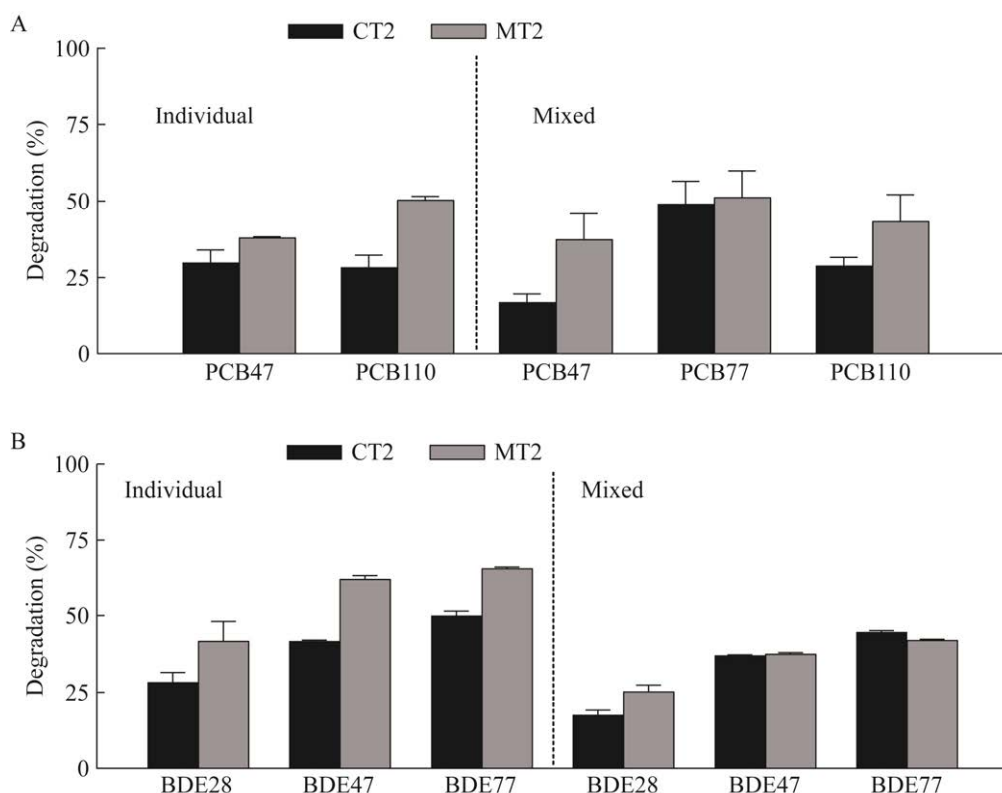 A
CT2 MT2
100
Individual Mixed
75
Degradation (%)
50
25
0
PCB47 PCB110 PCB47 PCB77 PCB110
B
CT2 MT2
100
Individual Mixed
75
Degradation (%)
50
25
0
BDE28 BDE47 BDE77 BDE28 BDE47 BDE77